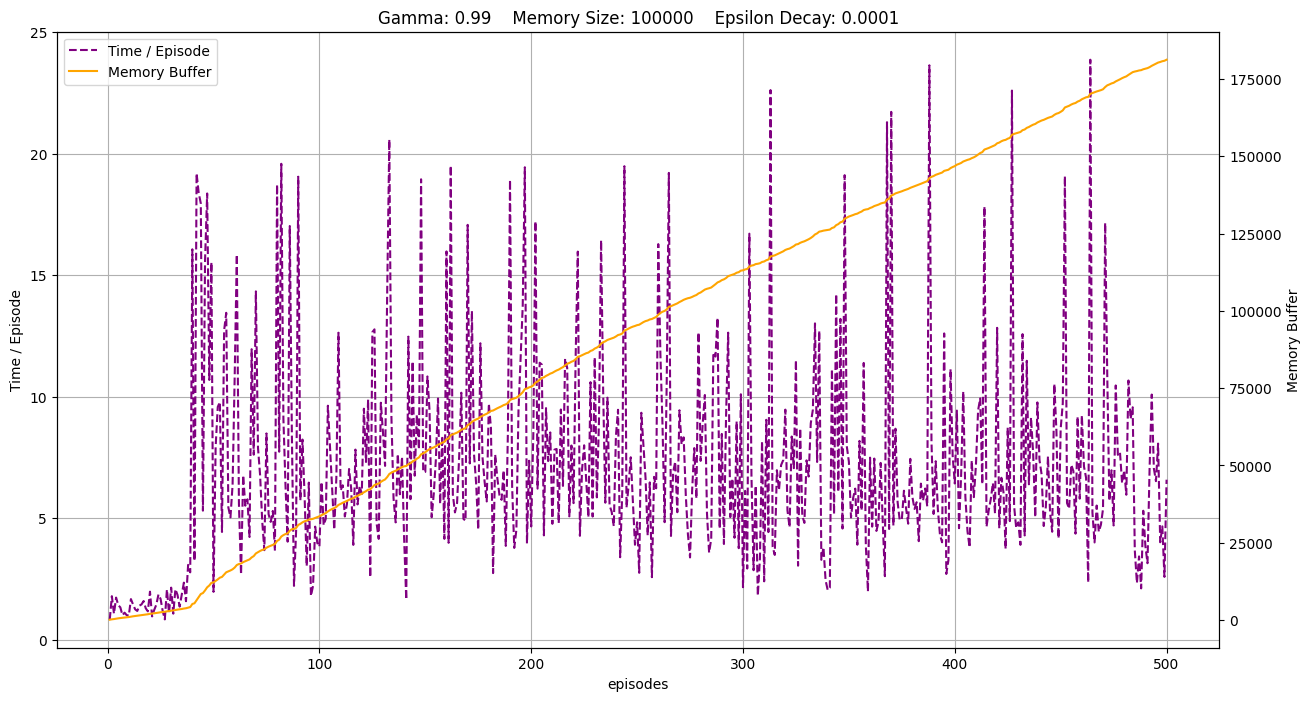 Gamma: 0.99    Memory Size: 100000    Epsilon Decay: 0.0001
Time / Episode
Memory Buffer
25
20
15
10
5
0
Time / Episode
175000
150000
125000
100000
75000
50000
25000
0
Memory Buffer
0 100 200 300 400 500
episodes